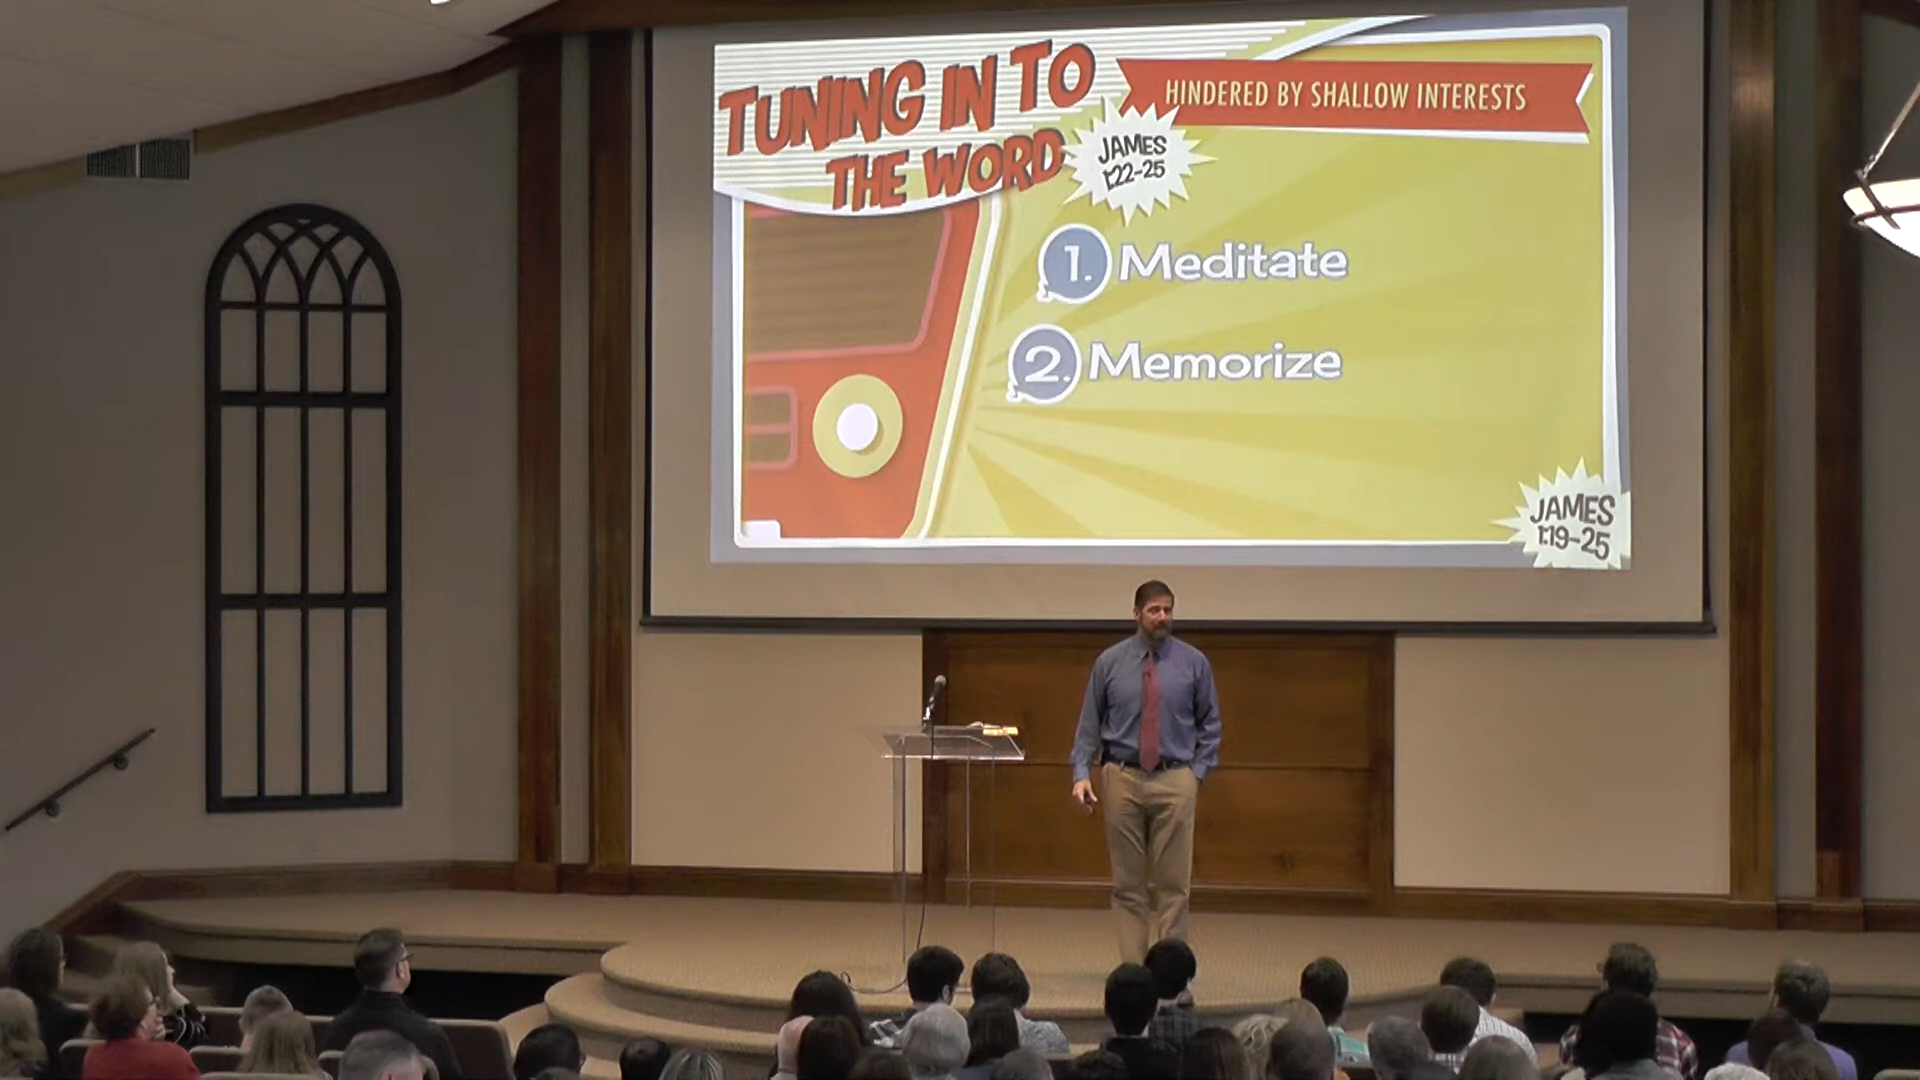 TUNING IN TO
THE WORD
HINDERED BY SHALLOW INTERESTS
JAMES
1:22-25
1. Meditate
2. Memorize
JAMES
1:19-25